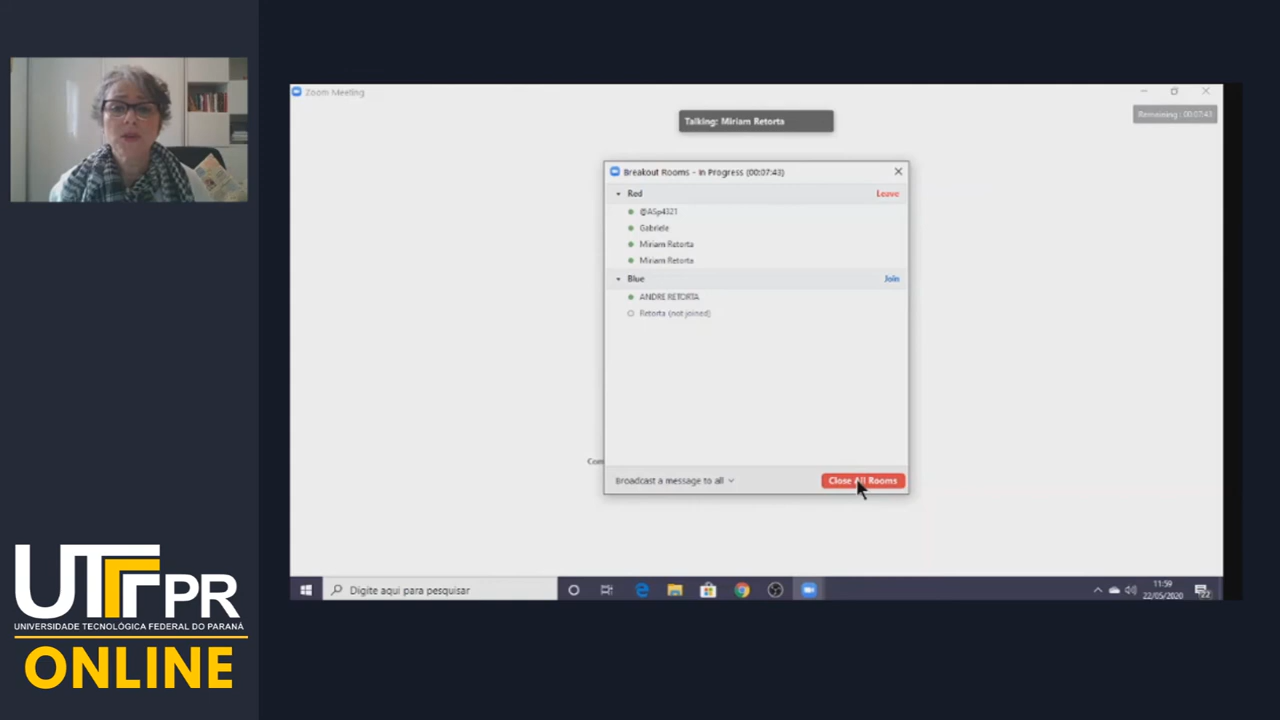 Zoom Meeting
Talking: Miriam Retorta
Remaining : 00:07:43
Breakout Rooms - In Progress (00:07:43)
Red
Leave
@ASp4321
Gabriele
Miriam Retorta
Miriam Retorta
Blue
Join
ANDRE RETORTA
Retorta (not joined)
Com
Broadcast a message to all
Close All Rooms
Digite aqui para pesquisar
11:59
22/05/2020
UTFPR
UNIVERSIDADE TECNOLÓGICA FEDERAL DO PARANÁ
ONLINE